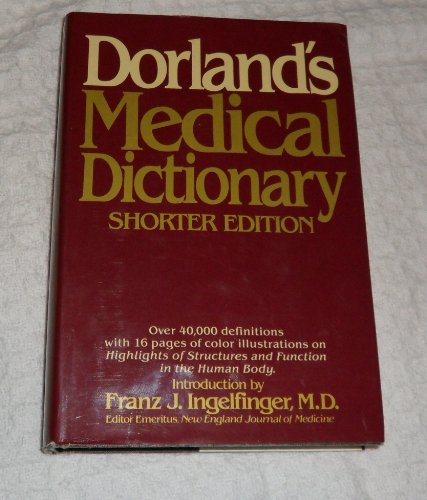 Dorland's
Medical
Dictionary
SHORTER EDITION
Over 40,000 definitions
with 16 pages of color illustrations on
Highlights of Structures and Function
in the Human Body.
Introduction by
Franz J. Ingelfinger, M.D.
Editor Emeritus, New England Journal of Medicine